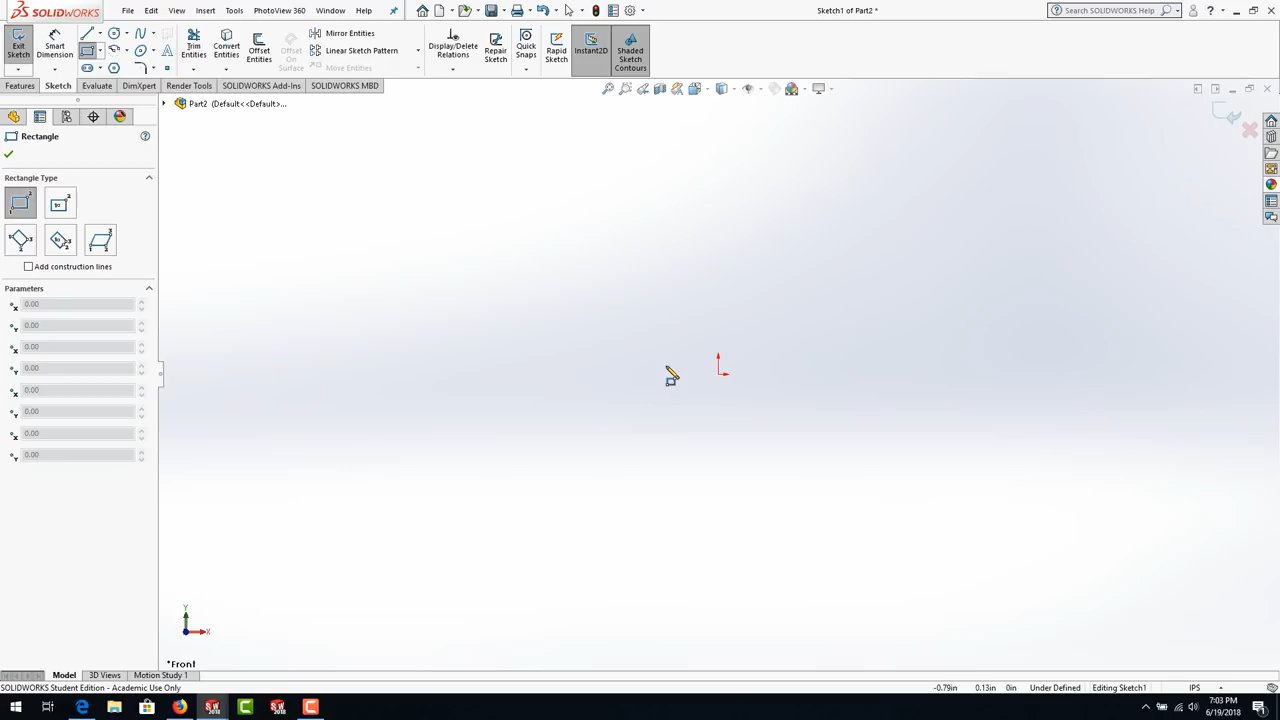 SOLIDWORKS File Edit View Insert Tools PhotoView 360 Window Help Sketch1 of Part2 * Search SOLIDWORKS Help
Exit Sketch
Smart Dimension
Trim Entities
Convert Entities
Offset Entities
Offset On Surface
Mirror Entities
Linear Sketch Pattern
Move Entities
Display/Delete Relations
Repair Sketch
Quick Snaps
Rapid Sketch
Instant2D
Shaded Sketch Contours
Features Sketch Evaluate DimXpert Render Tools SOLIDWORKS Add-Ins SOLIDWORKS MBD
Part2 (Default<<Default>...
Rectangle
Rectangle Type
Add construction lines
Parameters
0.00
0.00
0.00
0.00
0.00
0.00
0.00
0.00
Y
X
*Front
Model 3D Views Motion Study 1
SOLIDWORKS Student Edition - Academic Use Only -0.79in 0.13in 0in Under Defined Editing Sketch1 IPS
7:03 PM
6/19/2018